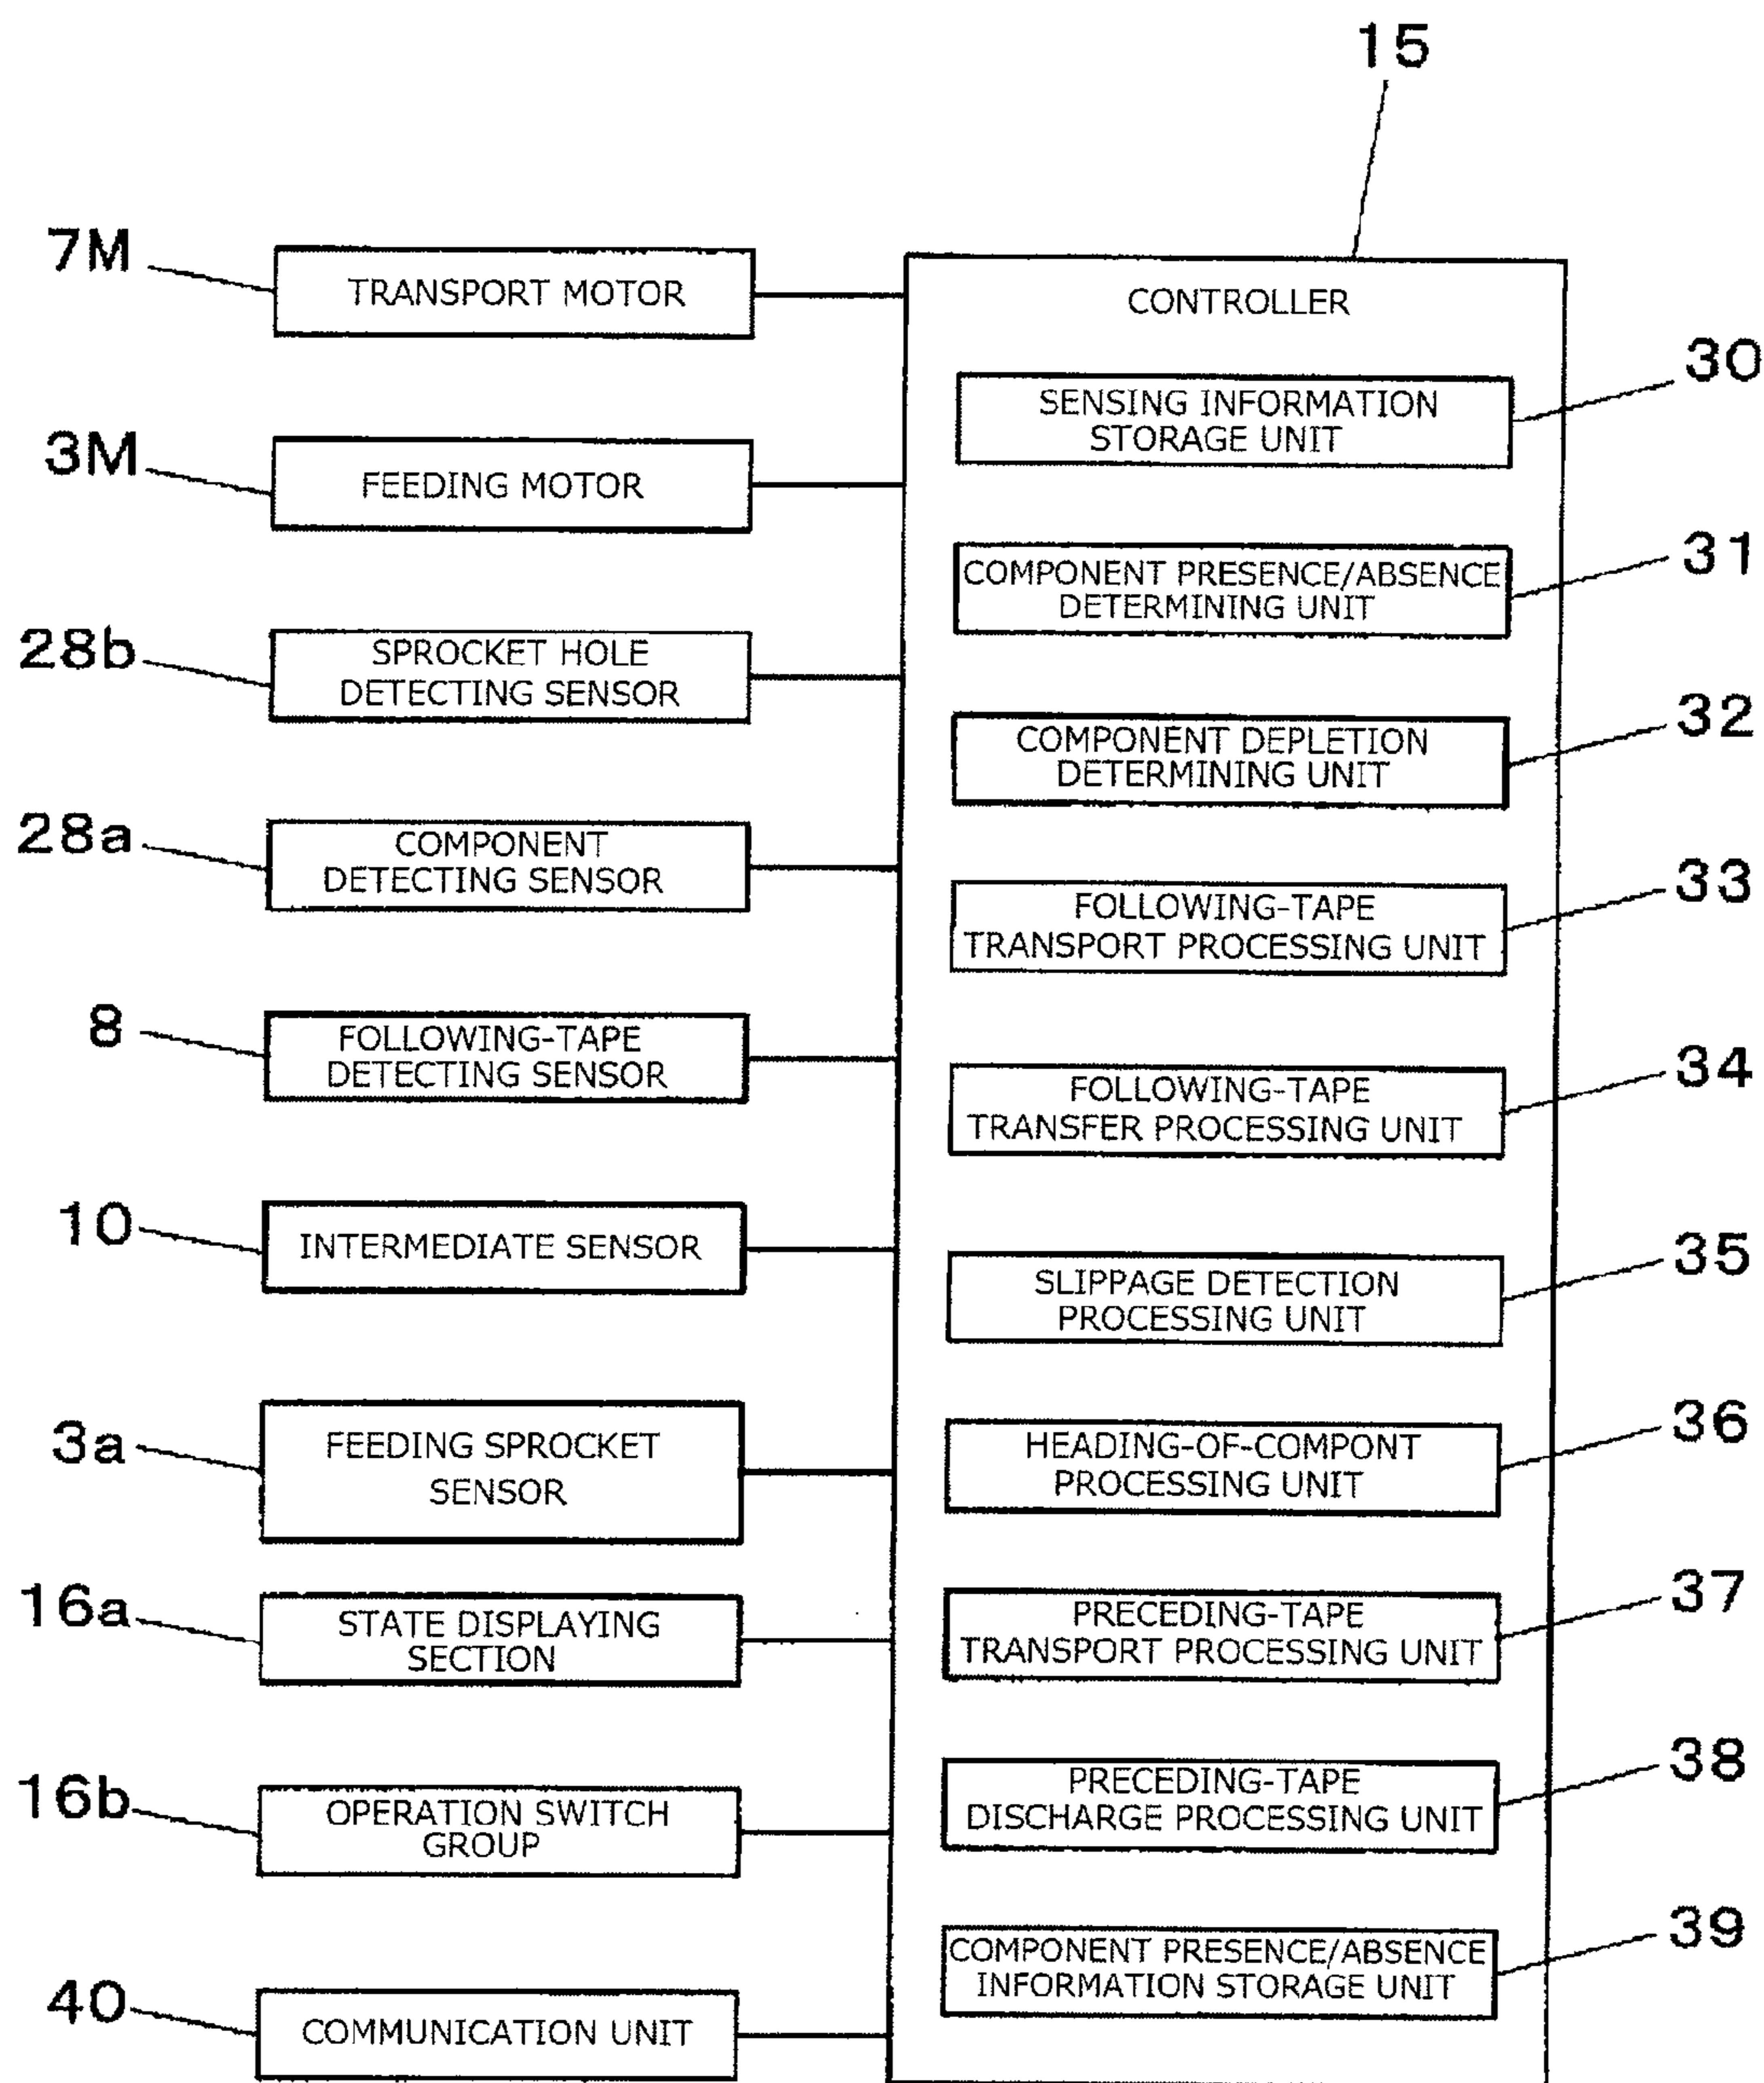 15
7M
TRANSPORT MOTOR
3M
FEEDING MOTOR
28b
SPROCKET HOLE
DETECTING SENSOR
28a
COMPONENT
DETECTING SENSOR
8
FOLLOWING-TAPE
DETECTING SENSOR
10
INTERMEDIATE SENSOR
3a
FEEDING SPROCKET
SENSOR
16a
STATE DISPLAYING
SECTION
16b
OPERATION SWITCH
GROUP
40
COMMUNICATION UNIT
CONTROLLER
SENSING INFORMATION
STORAGE UNIT
30
COMPONENT PRESENCE/ABSENCE
DETERMINING UNIT
31
COMPONENT DEPLETION
DETERMINING UNIT
32
FOLLOWING-TAPE
TRANSPORT PROCESSING UNIT
33
FOLLOWING-TAPE
TRANSFER PROCESSING UNIT
34
SLIPPAGE DETECTION
PROCESSING UNIT
35
HEADING-OF-COMPONT
PROCESSING UNIT
36
PRECEDING-TAPE
TRANSPORT PROCESSING UNIT
37
PRECEDING-TAPE
DISCHARGE PROCESSING UNIT
38
COMPONENT PRESENCE/ABSENCE
INFORMATION STORAGE UNIT
39